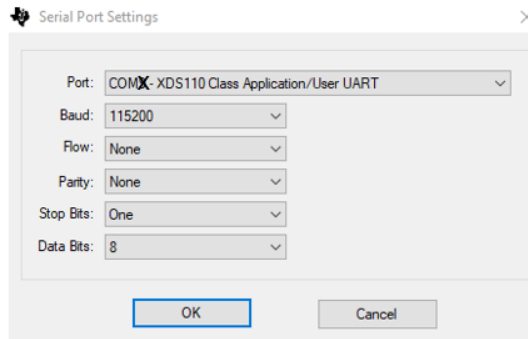 Serial Port Settings
Port: COMX- XDS110 Class Application/User UART
Baud: 115200
Flow: None
Parity: None
Stop Bits: One
Data Bits: 8
OK Cancel